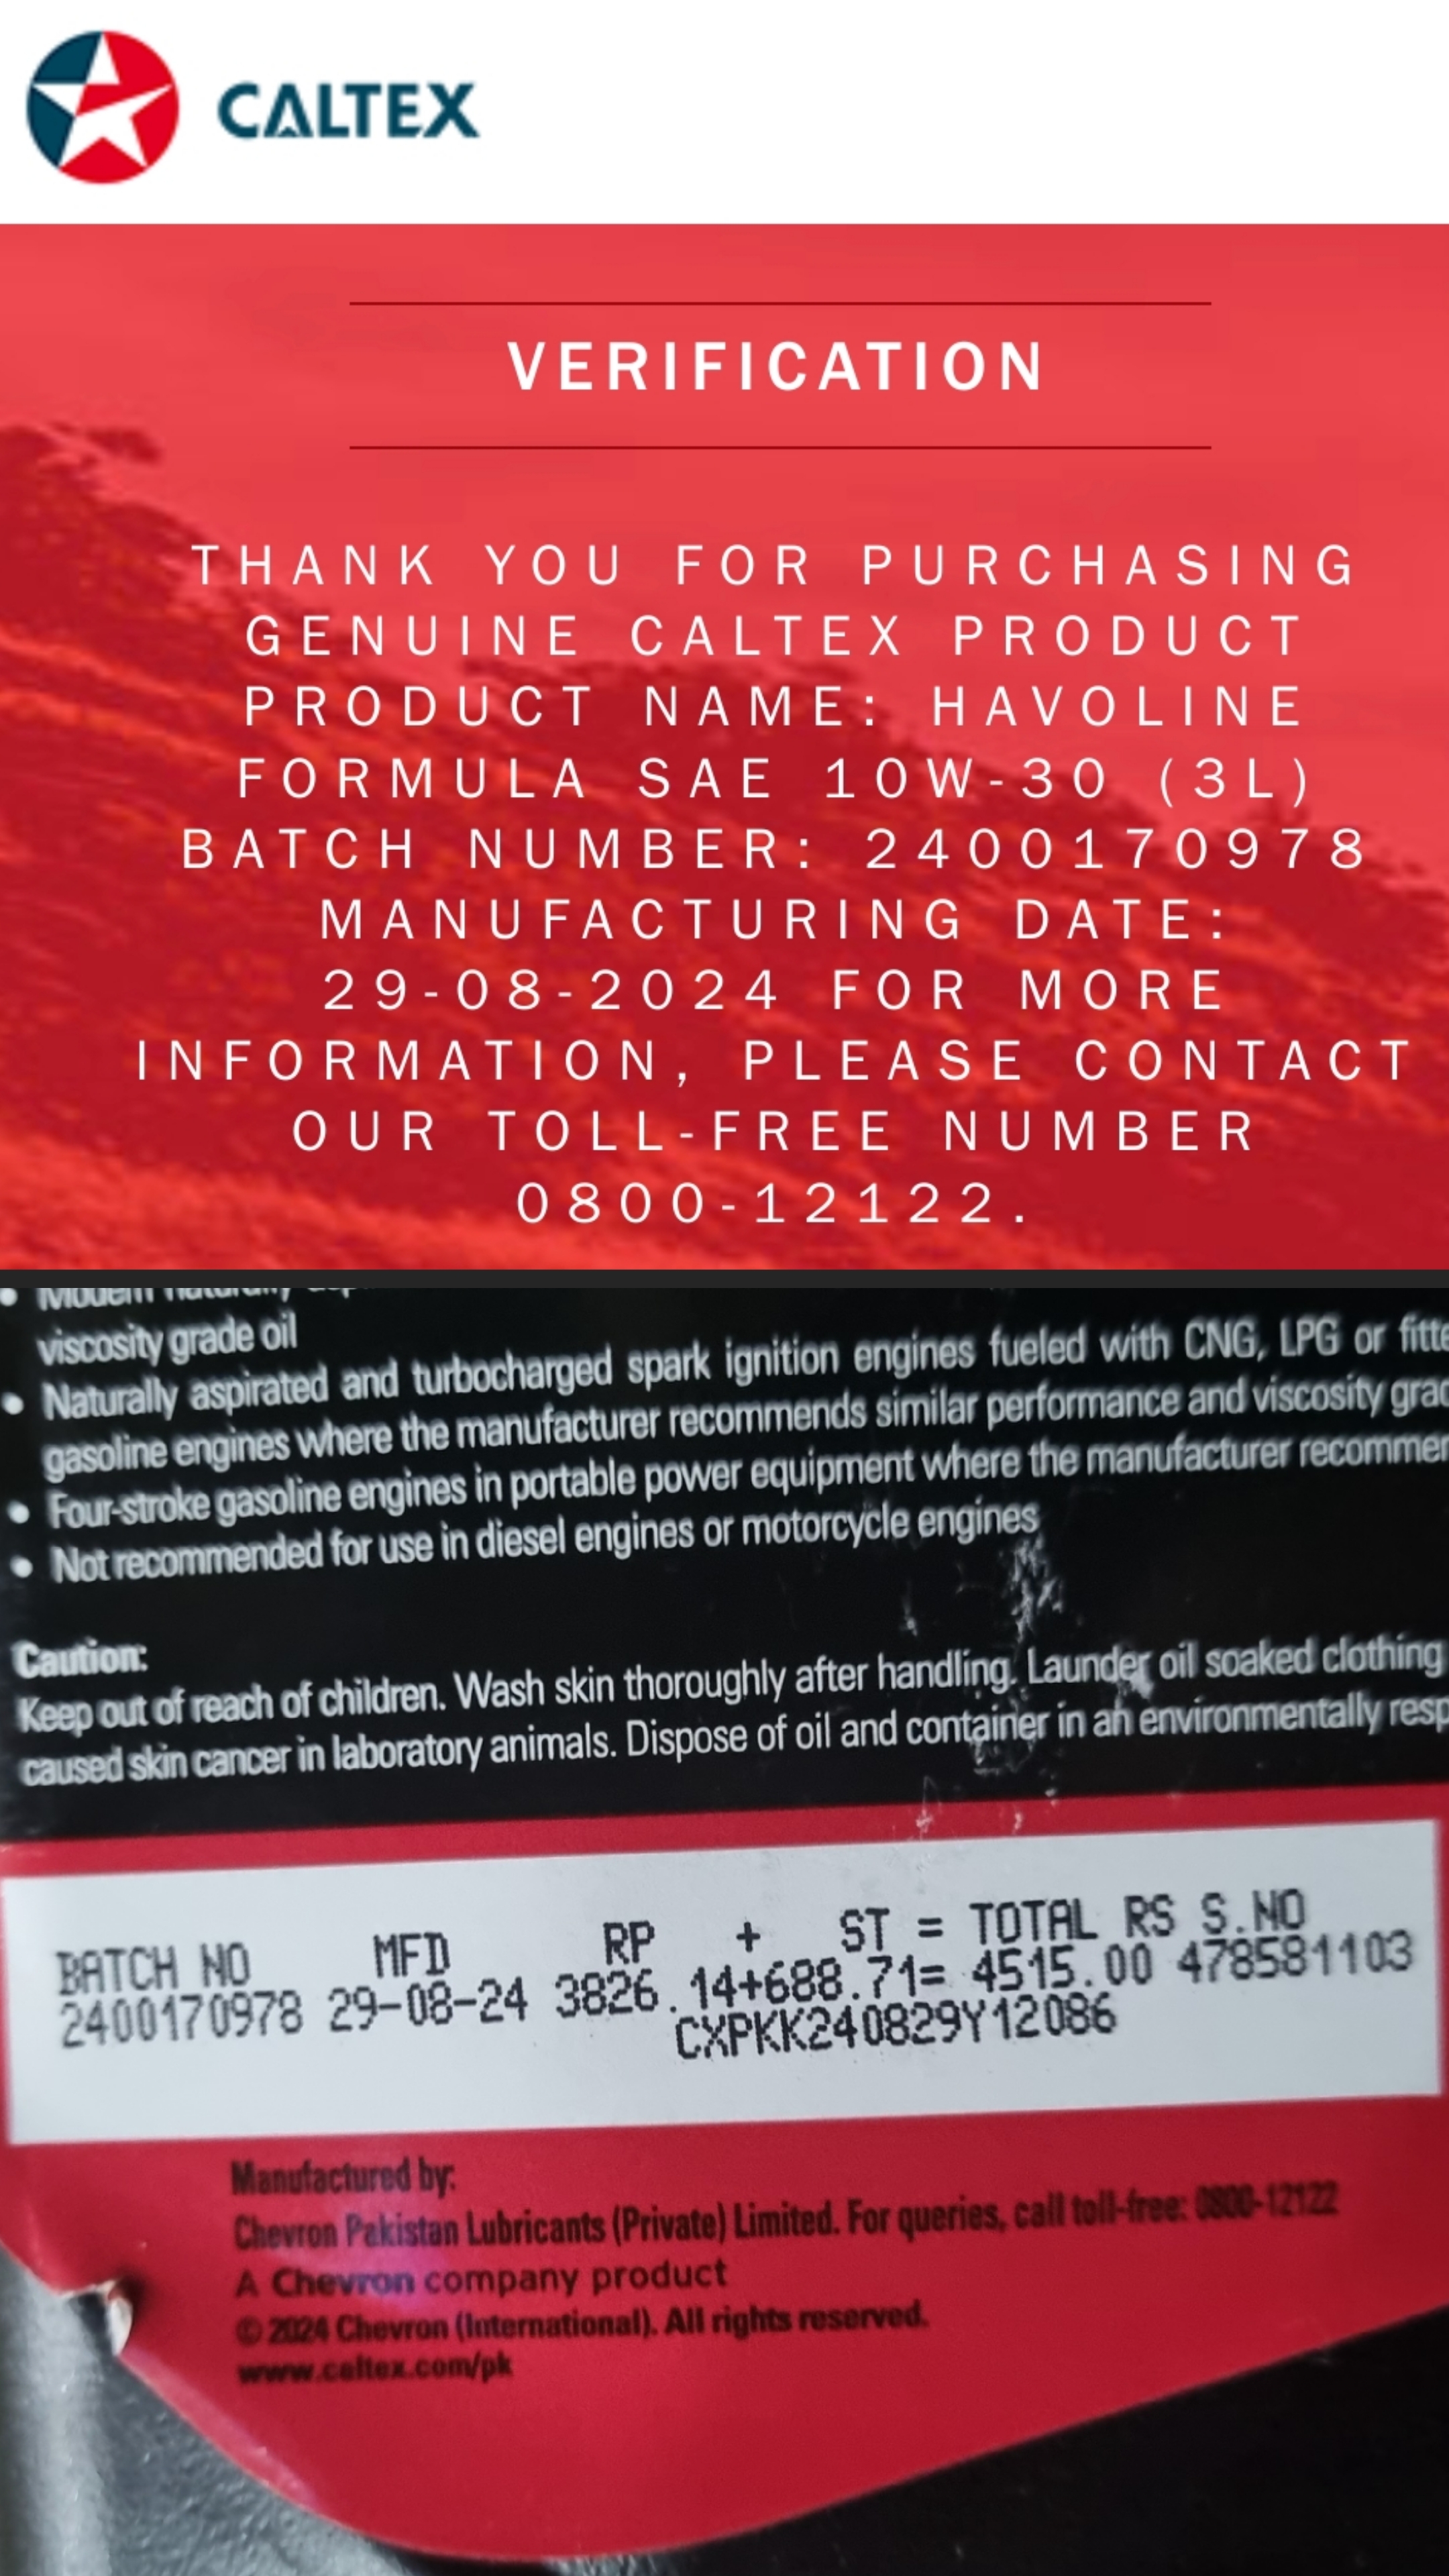 CALTEX
VERIFICATION
THANK YOU FOR PURCHASING
GENUINE CALTEX PRODUCT
PRODUCT NAME: HAVOLINE
FORMULA SAE 10W-30 (3L)
BATCH NUMBER: 2400170978
MANUFACTURING DATE:
29-08-2024 FOR MORE
INFORMATION, PLEASE CONTACT
OUR TOLL-FREE NUMBER
0800-12122.
• Modern naturally
viscosity grade oil
• Naturally aspirated and turbocharged spark ignition engines fueled with CNG, LPG or
gasoline engines where the manufacturer recommends similar performance and viscosity
• Four-stroke gasoline engines in portable power equipment where the manufacturer
• Not recommended for use in diesel engines or motorcycle engines
Caution:
Keep out of reach of children. Wash skin thoroughly after handling. Launder oil soaked clothing
caused skin cancer in laboratory animals. Dispose of oil and container in an environmentally
BATCH NO MFD RP + ST = TOTAL RS S.NO
2400170978 29-08-24 3826.14+688.71= 4515.00 478581103
CXPKK240829Y12086
Manufactured by:
Chevron Pakistan Lubricants (Private) Limited. For queries, call toll-free: 0800-12122
A Chevron company product
© 2024 Chevron (International). All rights reserved.
www.caltex.com/pk